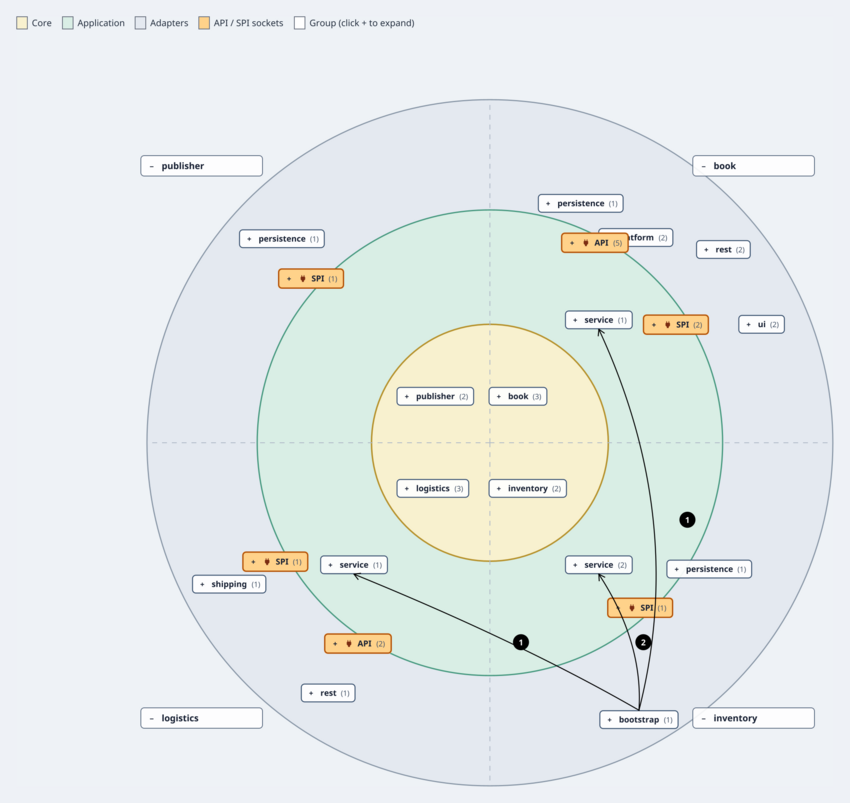 Core Application Adapters API / SPI sockets Group (click + to expand)
– publisher
– book
+ persistence (1)
+ persistence (1)
+ API (5)
tform (2)
+ rest (2)
+ SPI (1)
+ service (1)
+ SPI (2)
+ ui (2)
+ publisher (2)
+ book (3)
+ logistics (3)
+ inventory (2)
1
+ SPI (1)
+ service (1)
+ service (2)
+ persistence (1)
+ shipping (1)
+ SPI (1)
+ API (2)
1
2
+ rest (1)
– logistics
+ bootstrap (1)
– inventory